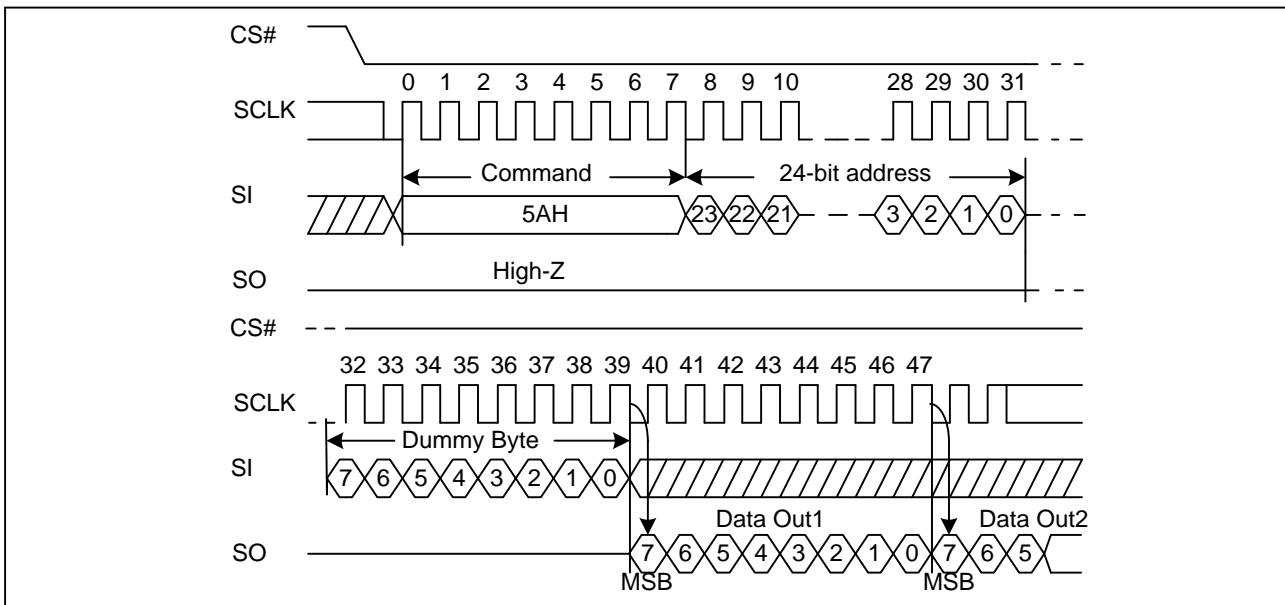 CS#
0 1 2 3 4 5 6 7 8 9 10 28 29 30 31
SCLK
Command 24-bit address
SI
5AH 23 22 21 3 2 1 0
High-Z
SO
CS#
32 33 34 35 36 37 38 39 40 41 42 43 44 45 46 47
SCLK
Dummy Byte
SI
7 6 5 4 3 2 1 0
Data Out1 Data Out2
SO
7 6 5 4 3 2 1 0 7 6 5
MSB MSB